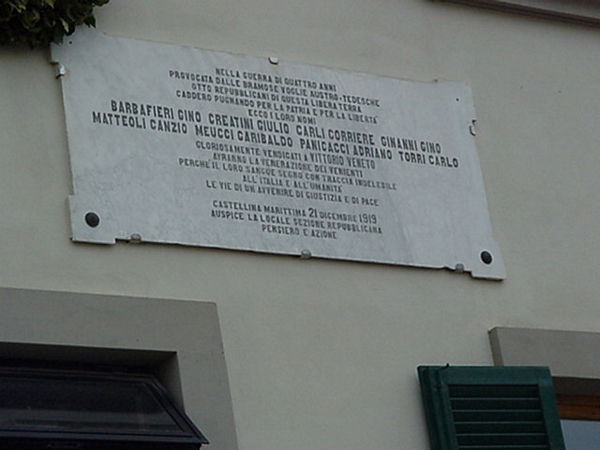 NELLA GUERRA DI QUATTRO ANNI
PROVOCATA DALLE BRAMOSE VOGLIE AUSTRO-TEDESCHE
OTTO REPUBBLICANI DI QUESTA LIBERA TERRA
CADDERO PUGNANDO PER LA PATRIA E PER LA LIBERTÀ
ECCO I LORO NOMI
BARBAFIERI GINO CREATINI GIULIO CARLI CORRIERE GINANNI GINO
MATTEOLI CANZIO MEUCCI GARIBALDO PANICACCI ADRIANO TORRI CARLO
GLORIOSAMENTE VENDICATI A VITTORIO VENETO
AVRANNO LA VENERAZIONE DEI VENIENTI
PERCHÈ IL LORO SANGUE SEGNO CON TRACCIA INDELEBILE
ALL'ITALIA E ALL'UMANITÀ
LE VIE DI UN AVVENIRE DI GIUSTIZIA E DI PACE
CASTELLINA MARITTIMA 21 DICEMBRE 1919
AUSPICE LA LOCALE SEZIONE REPUBBLICANA
PENSIERO E AZIONE